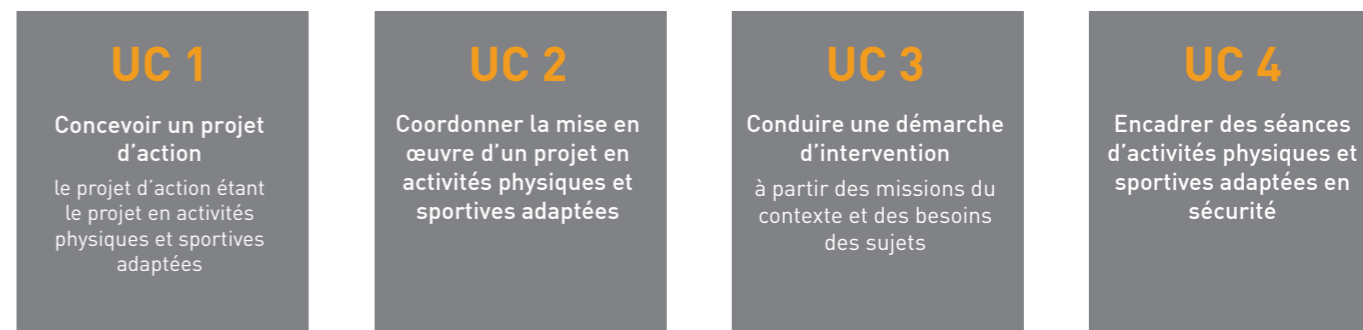 UC 1
Concevoir un projet
d’action
le projet d’action étant
le projet en activités
physiques et sportives
adaptées
UC 2
Coordonner la mise en
œuvre d’un projet en
activités physiques et
sportives adaptées
UC 3
Conduire une démarche
d’intervention
à partir des missions du
contexte et des besoins
des sujets
UC 4
Encadrer des séances
d’activités physiques et
sportives adaptées en
sécurité